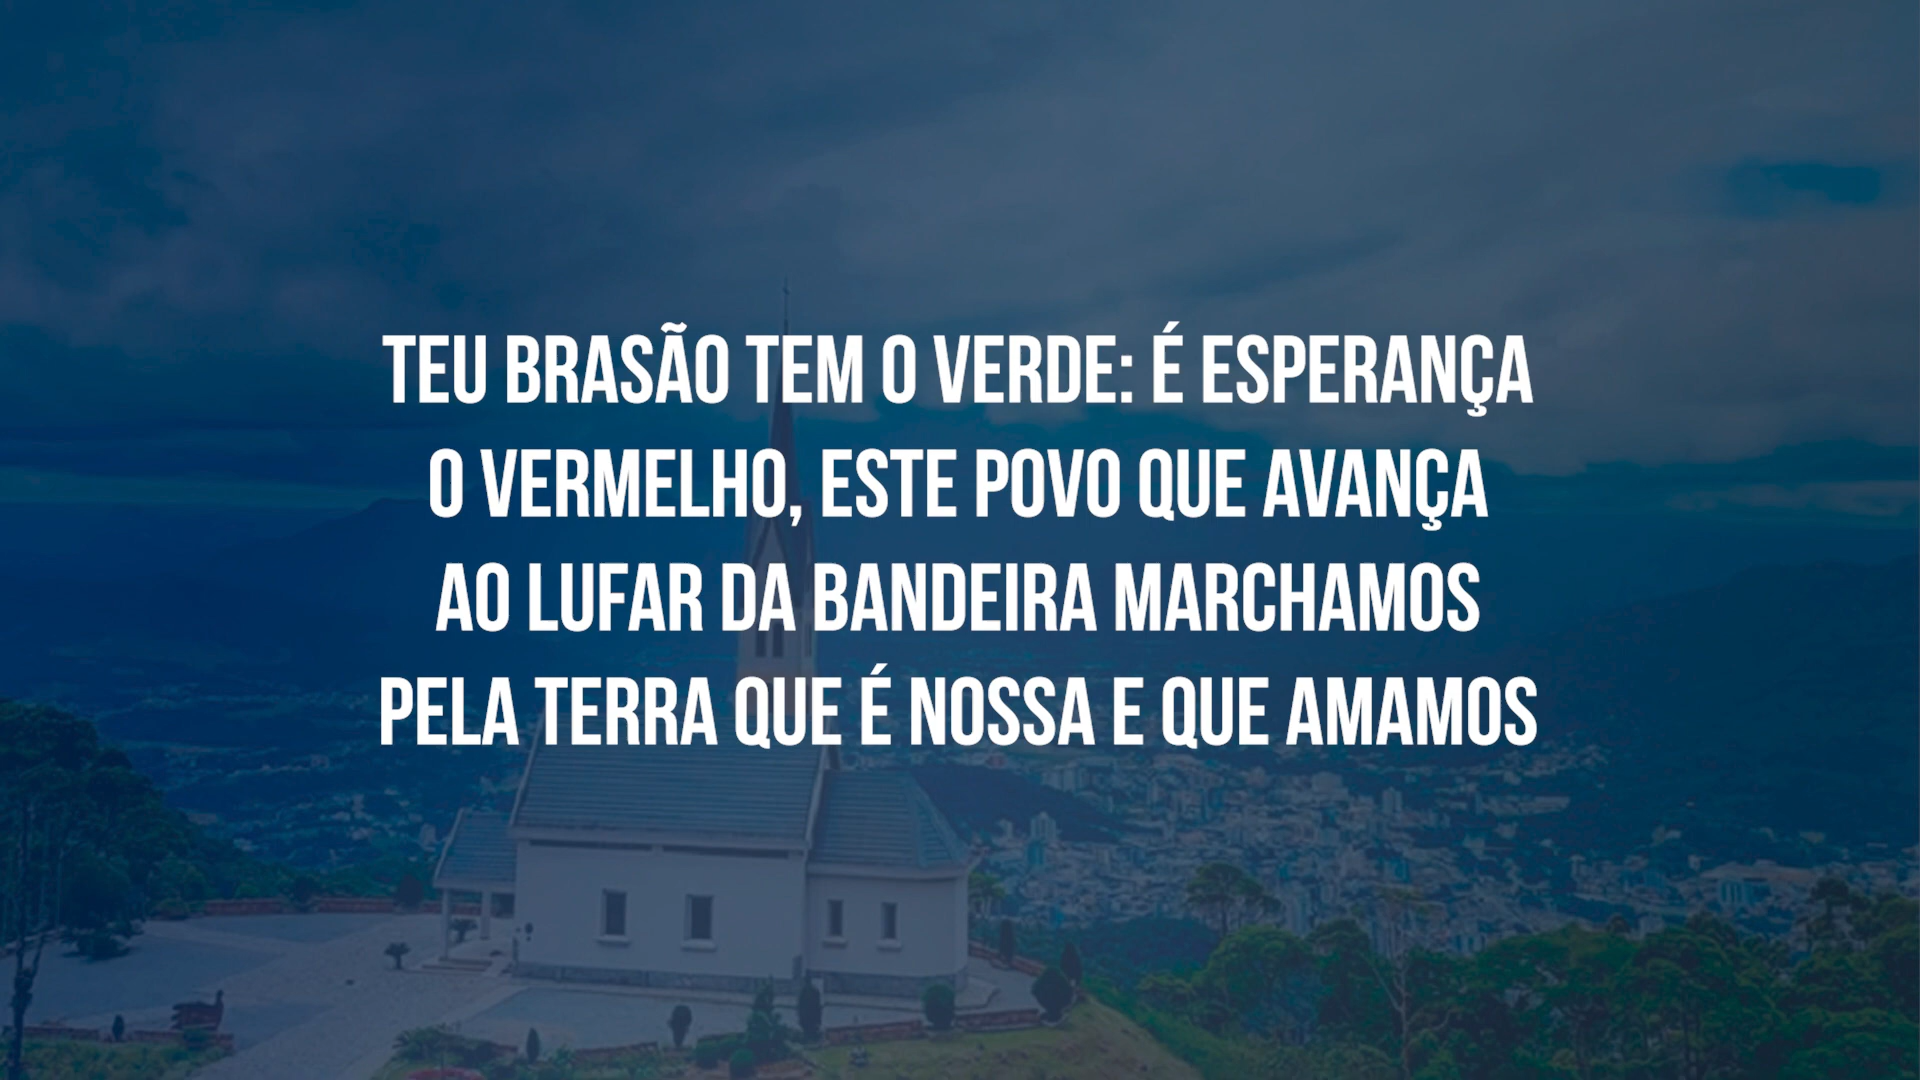 TEU BRASÃO TEM O VERDE: É ESPERANÇA
O VERMELHO, ESTE POVO QUE AVANÇA
AO LUFAR DA BANDEIRA MARCHAMOS
PELA TERRA QUE É NOSSA E QUE AMAMOS